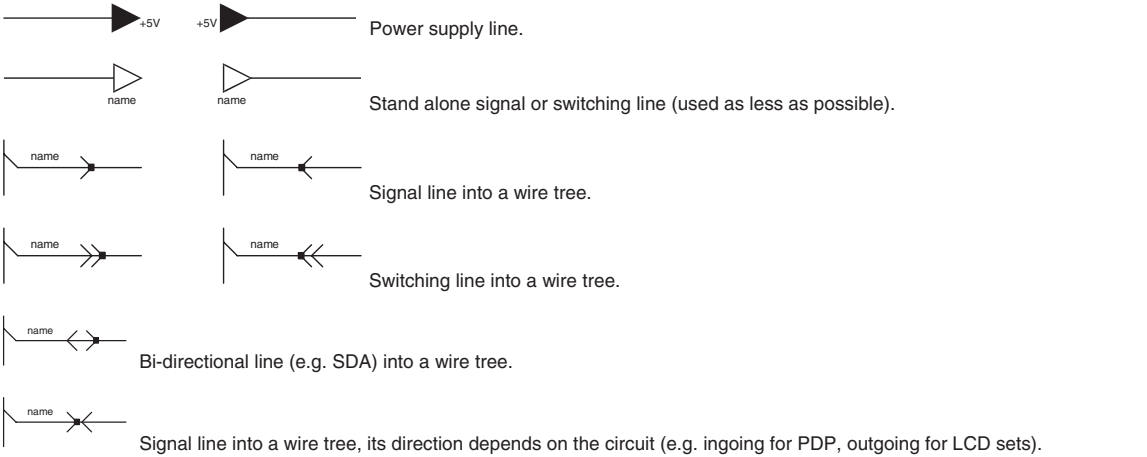 +5V +5V Power supply line.
name name Stand alone signal or switching line (used as less as possible).
name name Signal line into a wire tree.
name name Switching line into a wire tree.
name Bi-directional line (e.g. SDA) into a wire tree.
name Signal line into a wire tree, its direction depends on the circuit (e.g. ingoing for PDP, outgoing for LCD sets).